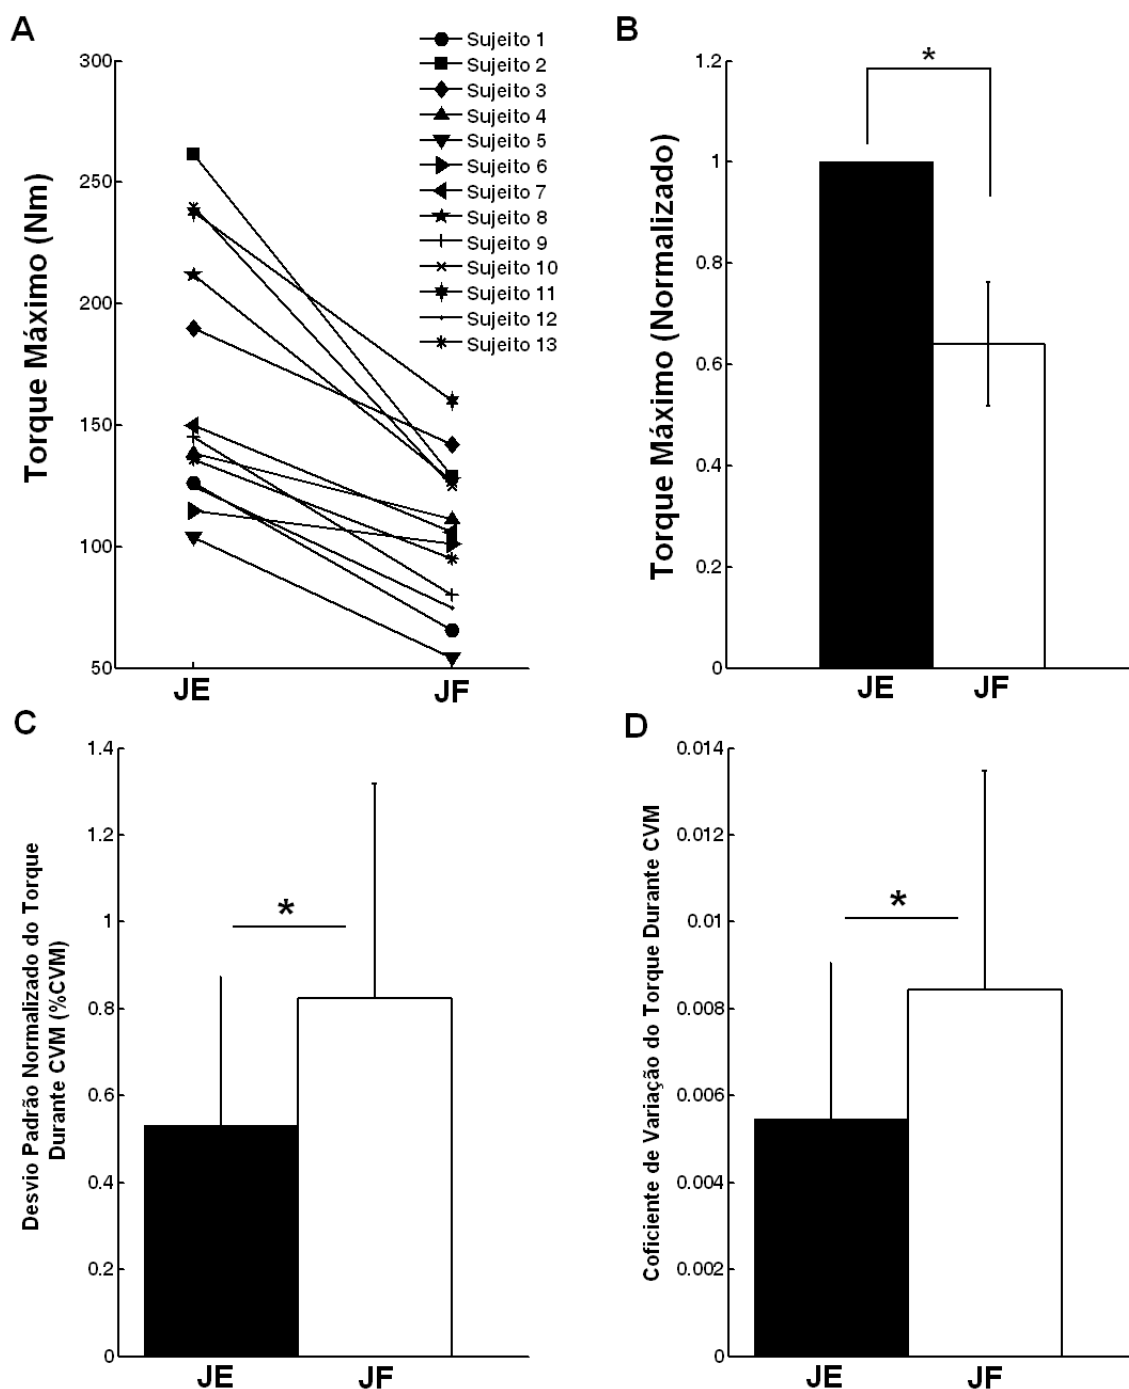 A
Torque Máximo (Nm)
300
250
200
150
100
50
JE
JF
Sujeito 1
Sujeito 2
Sujeito 3
Sujeito 4
Sujeito 5
Sujeito 6
Sujeito 7
Sujeito 8
Sujeito 9
Sujeito 10
Sujeito 11
Sujeito 12
Sujeito 13
B
Torque Máximo (Normalizado)
1.2
1
0.8
0.6
0.4
0.2
0
*
JE
JF
C
Desvio Padrão Normalizado do Torque
Durante CVM (%CVM)
1.4
1.2
1
0.8
0.6
0.4
0.2
0
*
JE
JF
D
Coficiente de Variação do Torque Durante CVM
0.014
0.012
0.01
0.008
0.006
0.004
0.002
0
*
JE
JF